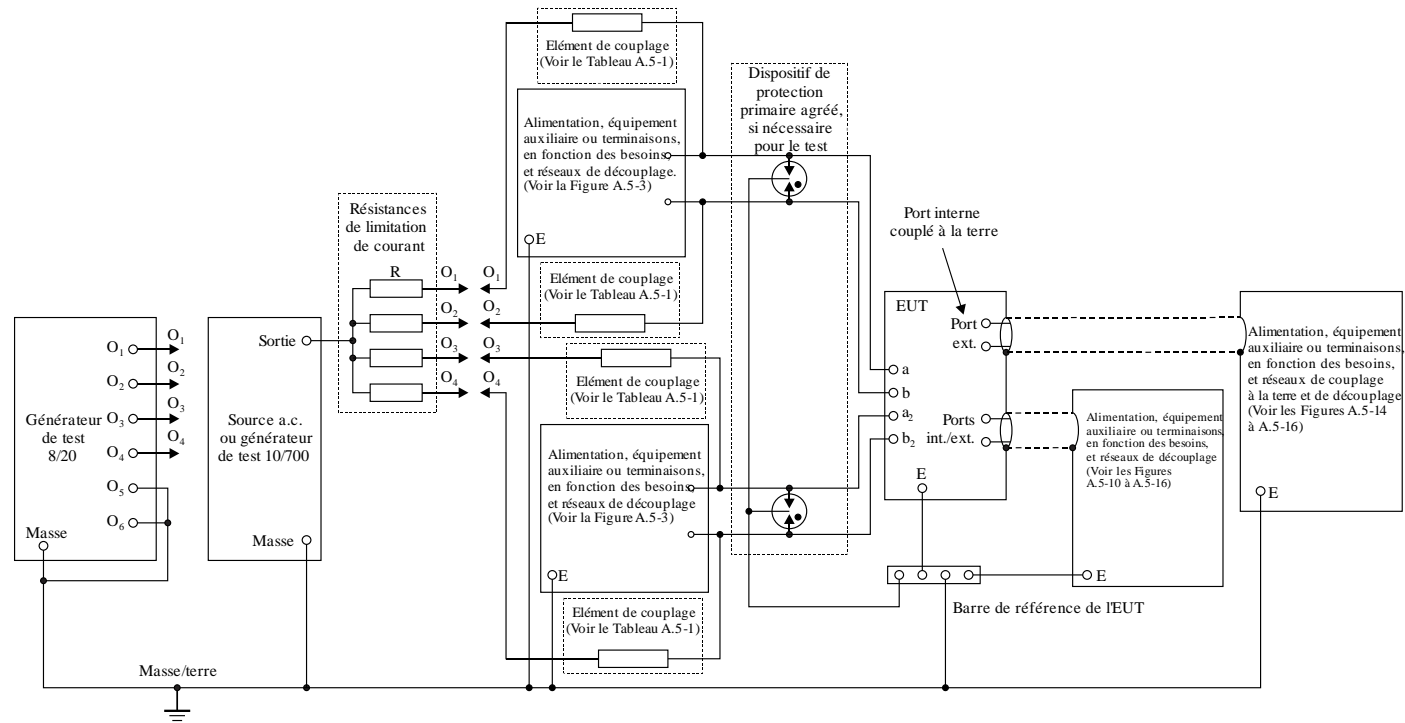 Elément de couplage
(Voir le Tableau A.5-1)
Dispositif de
protection
primaire agréé,
si nécessaire
pour le test
Alimentation, équipement
auxiliaire ou terminaisons,
en fonction des besoins,
et réseaux de découplage.
(Voir la Figure A.5-3)
E
Résistances
de limitation
de courant
R
O1
O1
O2
O2
O3
O3
O4
O4
Elément de couplage
(Voir le Tableau A.5-1)
Elément de couplage
(Voir le Tableau A.5-1)
Port interne
couplé à la terre
EUT
Port
ext.
a
b
a2
b2
Ports
int./ext.
E
Alimentation, équipement
auxiliaire ou terminaisons,
en fonction des besoins,
et réseaux de couplage
à la terre et de découplage
(Voir les Figures A.5-14
à A.5-16)
E
Alimentation, équipement
auxiliaire ou terminaisons,
en fonction des besoins,
et réseaux de découplage
(Voir les Figures
A.5-10 à A.5-16)
E
Générateur
de test
8/20
O1
O1
O2
O2
O3
O3
O4
O4
O5
O6
Masse
Sortie
Source a.c.
ou générateur
de test 10/700
Masse
Alimentation, équipement
auxiliaire ou terminaisons,
en fonction des besoins,
et réseaux de découplage
(Voir la Figure A.5-3)
E
Elément de couplage
(Voir le Tableau A.5-1)
Barre de référence de l'EUT
Masse/terre